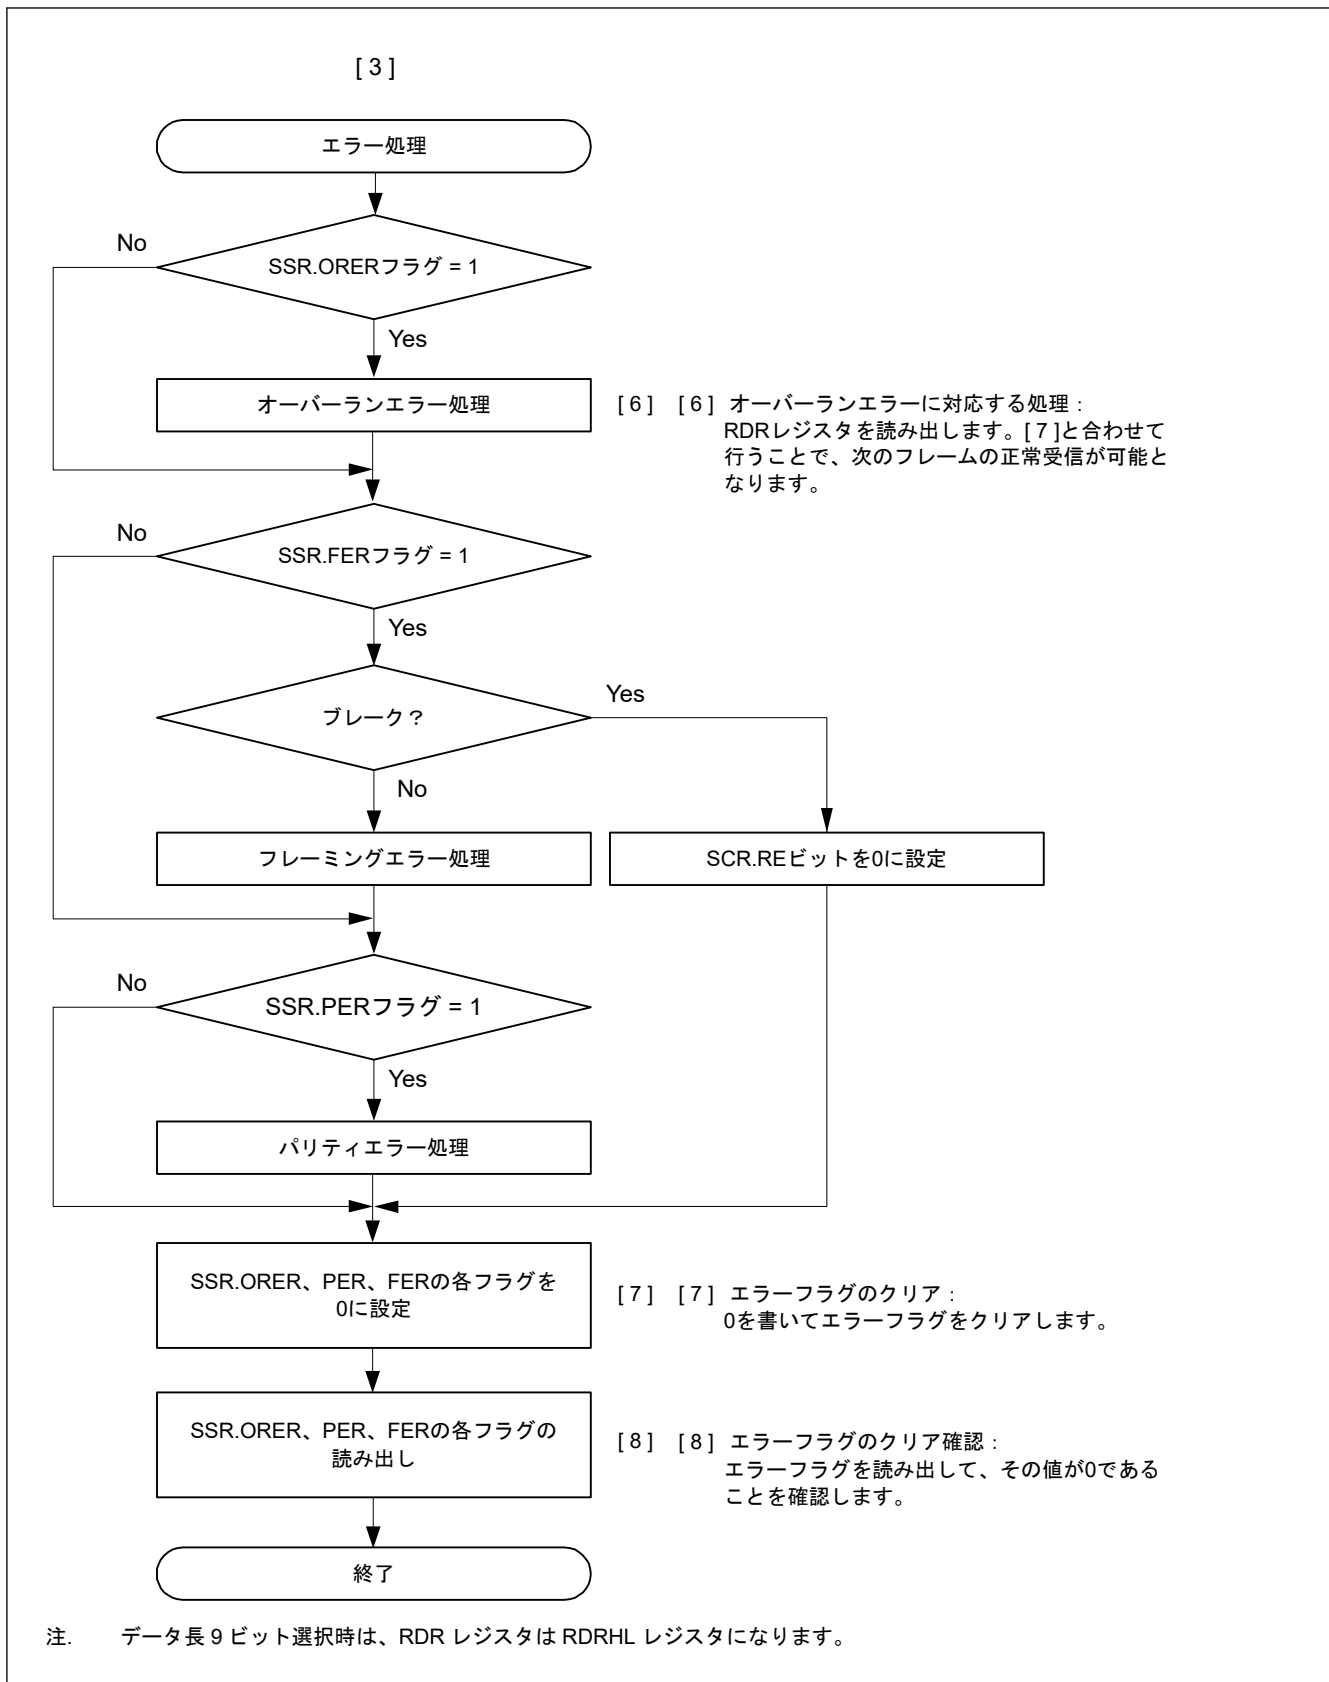 [ 3 ]
エラー処理
No
SSR.ORERフラグ = 1
Yes
オーバーランエラー処理
[ 6 ] [ 6 ] オーバーランエラーに対応する処理：
RDRレジスタを読み出します。[ 7 ]と合わせて
行うことで、次のフレームの正常受信が可能と
なります。
No
SSR.FERフラグ = 1
Yes
ブレーク？
Yes
No
フレーミングエラー処理
SCR.REビットを0に設定
No
SSR.PERフラグ = 1
Yes
パリティエラー処理
SSR.ORER、PER、FERの各フラグを
0に設定
[ 7 ] [ 7 ] エラーフラグのクリア：
0を書いてエラーフラグをクリアします。
SSR.ORER、PER、FERの各フラグの
読み出し
[ 8 ] [ 8 ] エラーフラグのクリア確認：
エラーフラグを読み出して、その値が0である
ことを確認します。
終了
注. データ長 9 ビット選択時は、RDR レジスタは RDRHL レジスタになります。